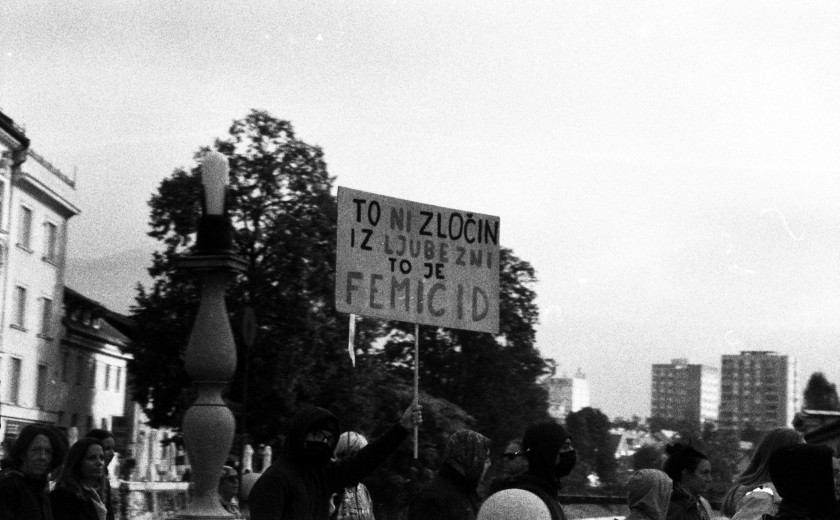 TO NI ZLOČIN
IZ LJUBEZNI
TO JE
FEMICID